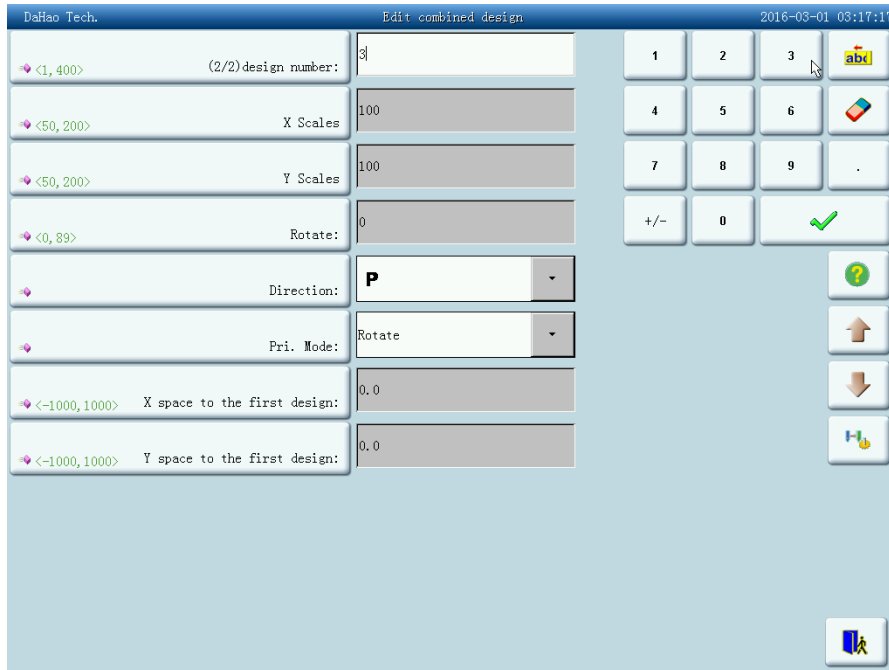 DaHao Tech. Edit combined design 2016-03-01 03:17:17
<1,400> (2/2)design number: 3 1 2 3 abc
<50,200> X Scales 100 4 5 6
<50,200> Y Scales 100 7 8 9 .
<0,89> Rotate: 0 +/- 0
Direction: P ?
Pri. Mode: Rotate
<-1000,1000> X space to the first design: 0.0
<-1000,1000> Y space to the first design: 0.0